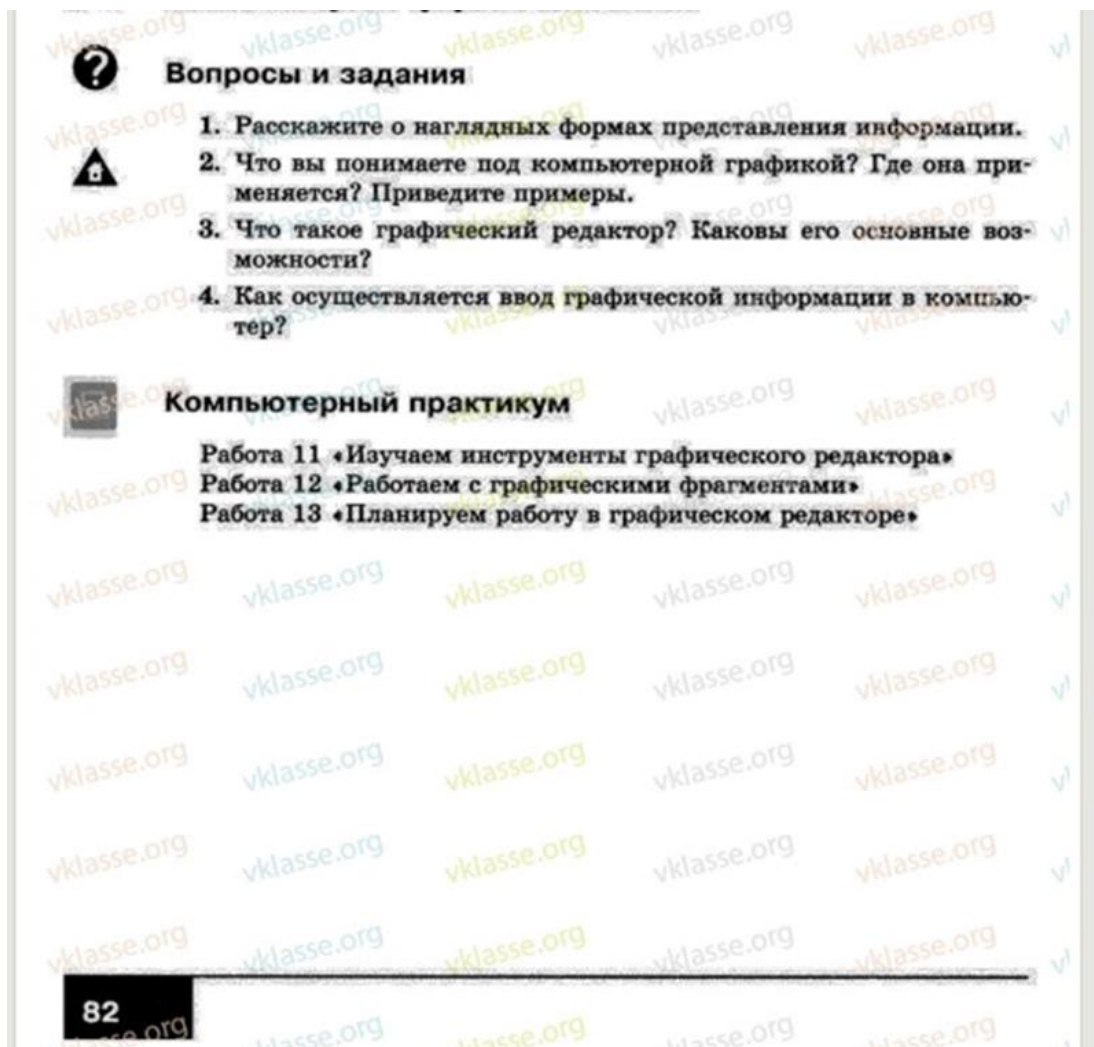 Вопросы и задания
1. Расскажите о наглядных формах представления информации.
2. Что вы понимаете под компьютерной графикой? Где она при-
меняется? Приведите примеры.
3. Что такое графический редактор? Каковы его основные воз-
можности?
4. Как осуществляется ввод графической информации в компью-
тер?
Компьютерный практикум
Работа 11 «Изучаем инструменты графического редактора»
Работа 12 «Работаем с графическими фрагментами»
Работа 13 «Планируем работу в графическом редакторе»
82
vklasse.org